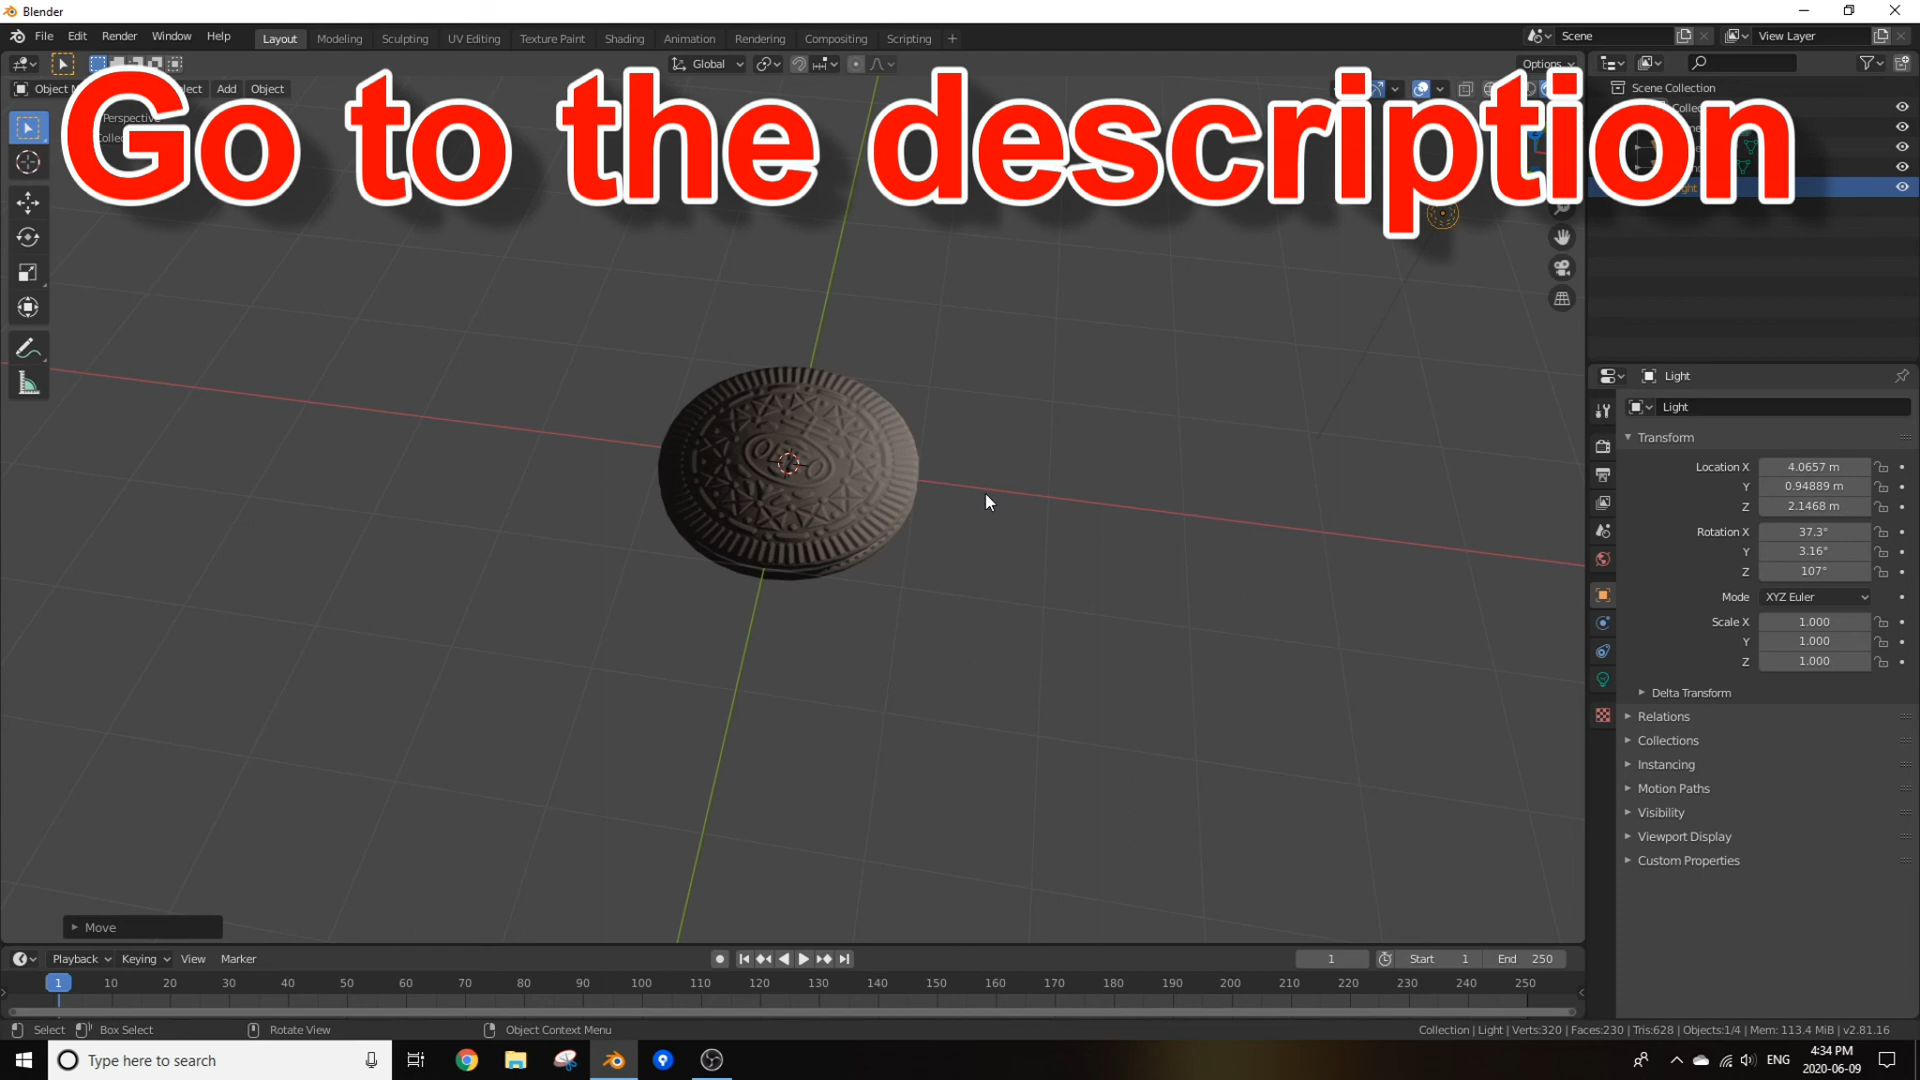 Blender
File Edit Render Window Help Layout Modeling Sculpting UV Editing Texture Paint Shading Animation Rendering Compositing Scripting + Scene View Layer
Global Options
Add Object
Go to the description
Scene Collection
Light
Light
Transform
Location X 4.0657 m
Y 0.94889 m
Z 2.1468 m
Rotation X 37.3°
Y 3.16°
Z 107°
Mode XYZ Euler
Scale X 1.000
Y 1.000
Z 1.000
Delta Transform
Relations
Collections
Instancing
Motion Paths
Visibility
Viewport Display
Custom Properties
Move
Playback Keying View Marker 1 Start 1 End 250
1 10 20 30 40 50 60 70 80 90 100 110 120 130 140 150 160 170 180 190 200 210 220 230 240 250
Select Box Select Rotate View Object Context Menu Collection | Light | Verts:320 | Faces:230 | Tris:628 | Objects:1/4 | Mem: 113.4 MiB | v2.81.16
Type here to search ENG 4:34 PM
2020-06-09